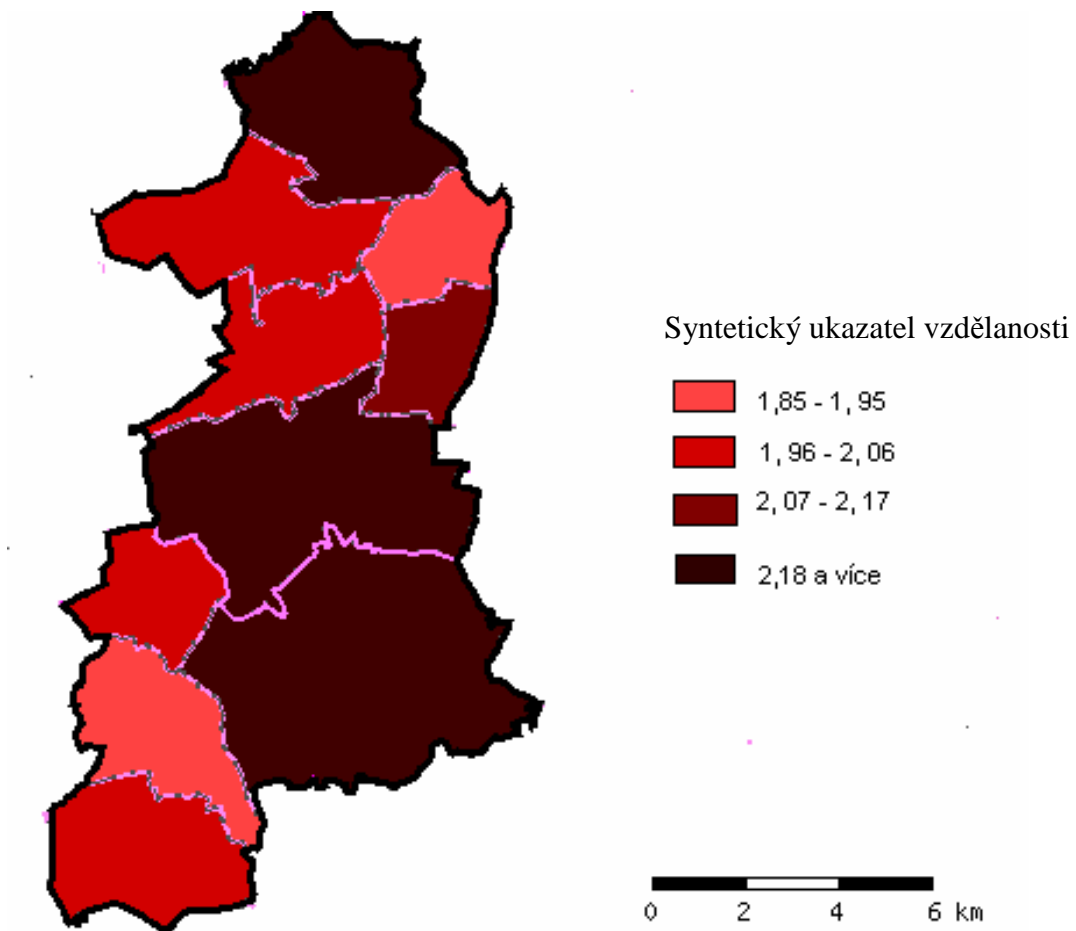 Syntetický ukazatel vzdělanosti
1,85 - 1, 95
1, 96 - 2, 06
2, 07 - 2, 17
2,18 a více
0 2 4 6 km